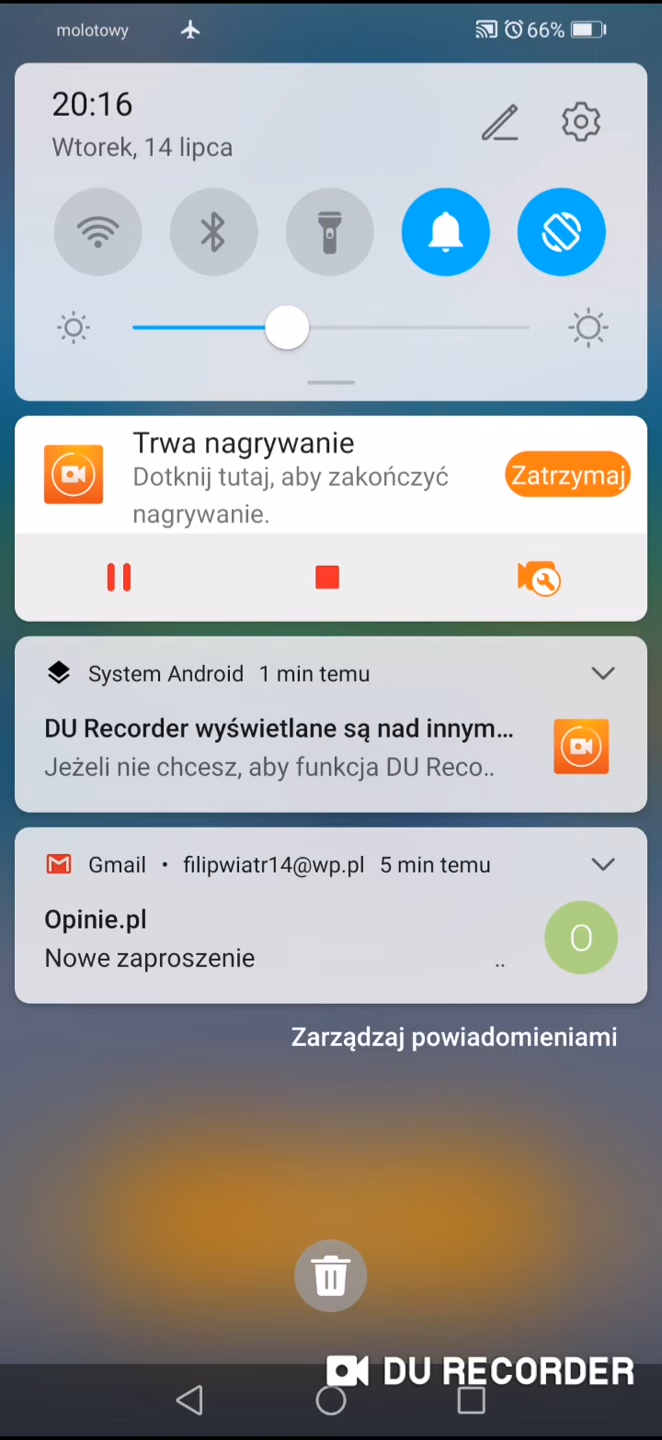 molotowy
66%
20:16
Wtorek, 14 lipca
Trwa nagrywanie
Dotknij tutaj, aby zakończyć
nagrywanie.
Zatrzymaj
System Android 1 min temu
DU Recorder wyświetlane są nad innym...
Jeżeli nie chcesz, aby funkcja DU Reco..
Gmail • filipwiatr14@wp.pl 5 min temu
Opinie.pl
Nowe zaproszenie ..
O
Zarządzaj powiadomieniami
DU RECORDER